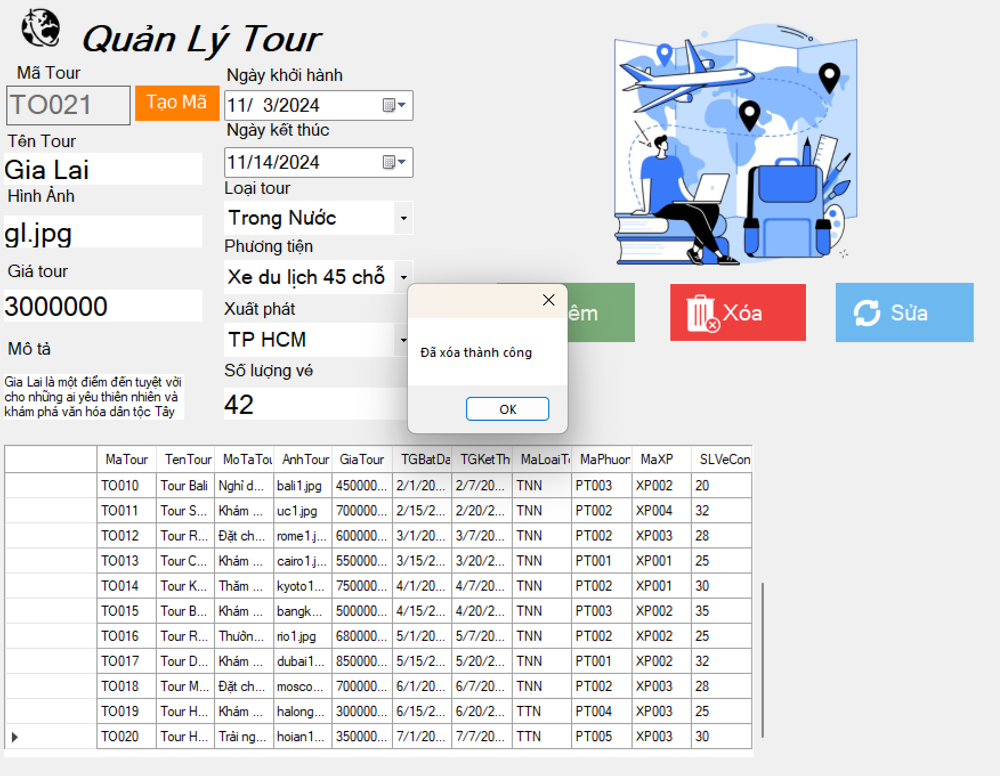 Quản Lý Tour
Mã Tour
TO021
Tạo Mã
Tên Tour
Gia Lai
Hình Ảnh
gl.jpg
Giá tour
3000000
Mô tả
Gia Lai là một điểm đến tuyệt vời
cho những ai yêu thiên nhiên và
khám phá văn hóa dân tộc Tây
Ngày khởi hành
11/ 3/2024
Ngày kết thúc
11/14/2024
Loại tour
Trong Nước
Phương tiện
Xe du lịch 45 chỗ
Xuất phát
TP HCM
Số lượng vé
42
êm
Xóa
Sửa
Đã xóa thành công
OK
MaTour TenTour MoTaTou AnhTour GiaTour TGBatDa TGKetTh MaLoaiT MaPhuon MaXP SLVeCon
TO010 Tour Bali Nghỉ d... bali1.jpg 450000... 2/1/20... 2/7/20... TNN PT003 XP002 20
TO011 Tour S... Khám ... uc1.jpg 700000... 2/15/2... 2/20/2... TNN PT002 XP004 32
TO012 Tour R... Đặt ch... rome1.j... 600000... 3/1/20... 3/7/20... TNN PT002 XP003 28
TO013 Tour C... Khám ... cairo1.j... 550000... 3/15/2... 3/20/2... TNN PT001 XP001 25
TO014 Tour K... Thăm ... kyoto1... 750000... 4/1/20... 4/7/20... TNN PT002 XP001 30
TO015 Tour B... Khám ... bangk... 500000... 4/15/2... 4/20/2... TNN PT003 XP002 35
TO016 Tour R... Thưởn... rio1.jpg 680000... 5/1/20... 5/7/20... TNN PT002 XP002 25
TO017 Tour D... Khám ... dubai1... 850000... 5/15/2... 5/20/2... TNN PT001 XP002 32
TO018 Tour M... Đặt ch... mosco... 700000... 6/1/20... 6/7/20... TNN PT002 XP003 28
TO019 Tour H... Khám ... halong... 300000... 6/15/2... 6/20/2... TTN PT004 XP003 25
TO020 Tour H... Trải ng... hoian1... 350000... 7/1/20... 7/7/20... TTN PT005 XP003 30